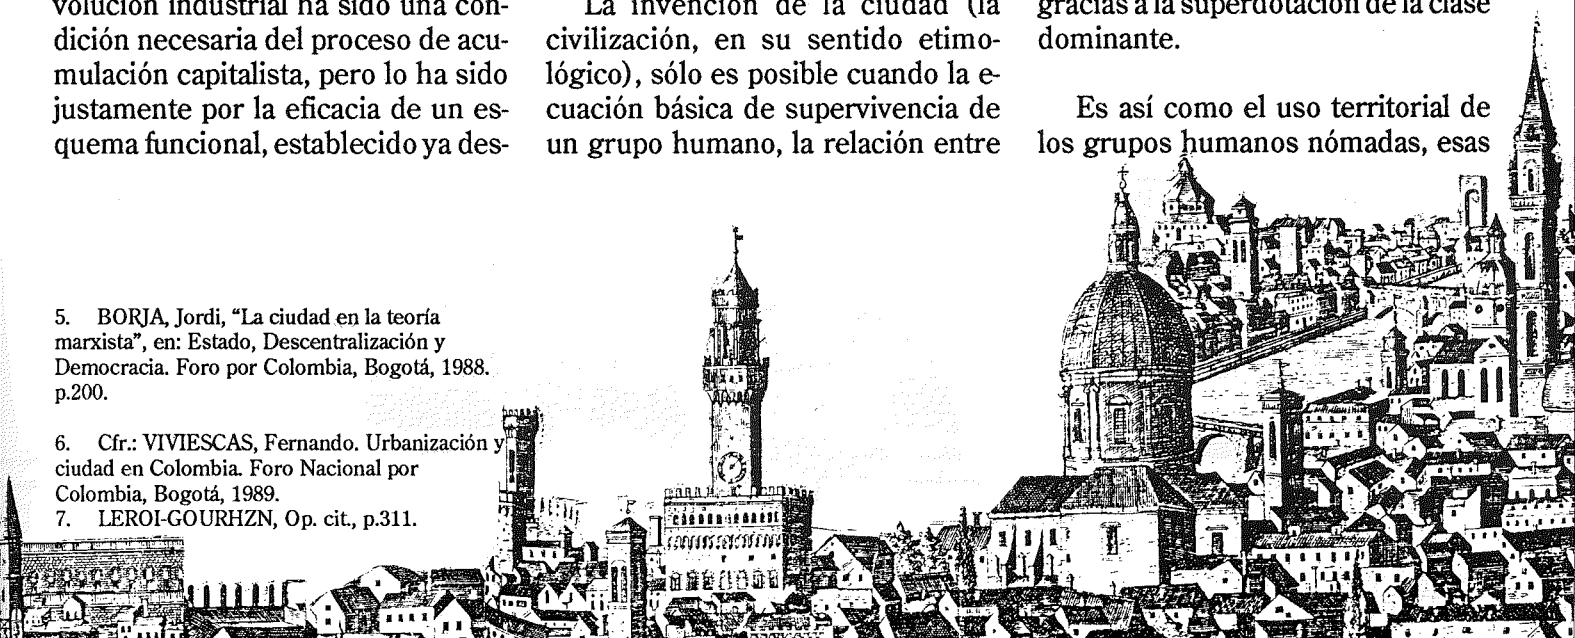 volución industrial ha sido una con-
dición necesaria del proceso de acu-
mulación capitalista, pero lo ha sido
justamente por la eficacia de un es-
quema funcional, establecido ya des-
5. BORJA, Jordi, “La ciudad en la teoría
marxista”, en: Estado, Descentralización y
Democracia. Foro por Colombia, Bogotá, 1988.
p.200.
6. Cfr.: VIVIESCAS, Fernando. Urbanización y
ciudad en Colombia. Foro Nacional por
Colombia, Bogotá, 1989.
7. LEROI-GOURHZN, Op. cit., p.311.
La invención de la ciudad (la
civilización, en su sentido etimo-
lógico), sólo es posible cuando la e-
cuación básica de supervivencia de
un grupo humano, la relación entre
gracias a la superdotación de la clase
dominante.
Es así como el uso territorial de
los grupos humanos nómadas, esas